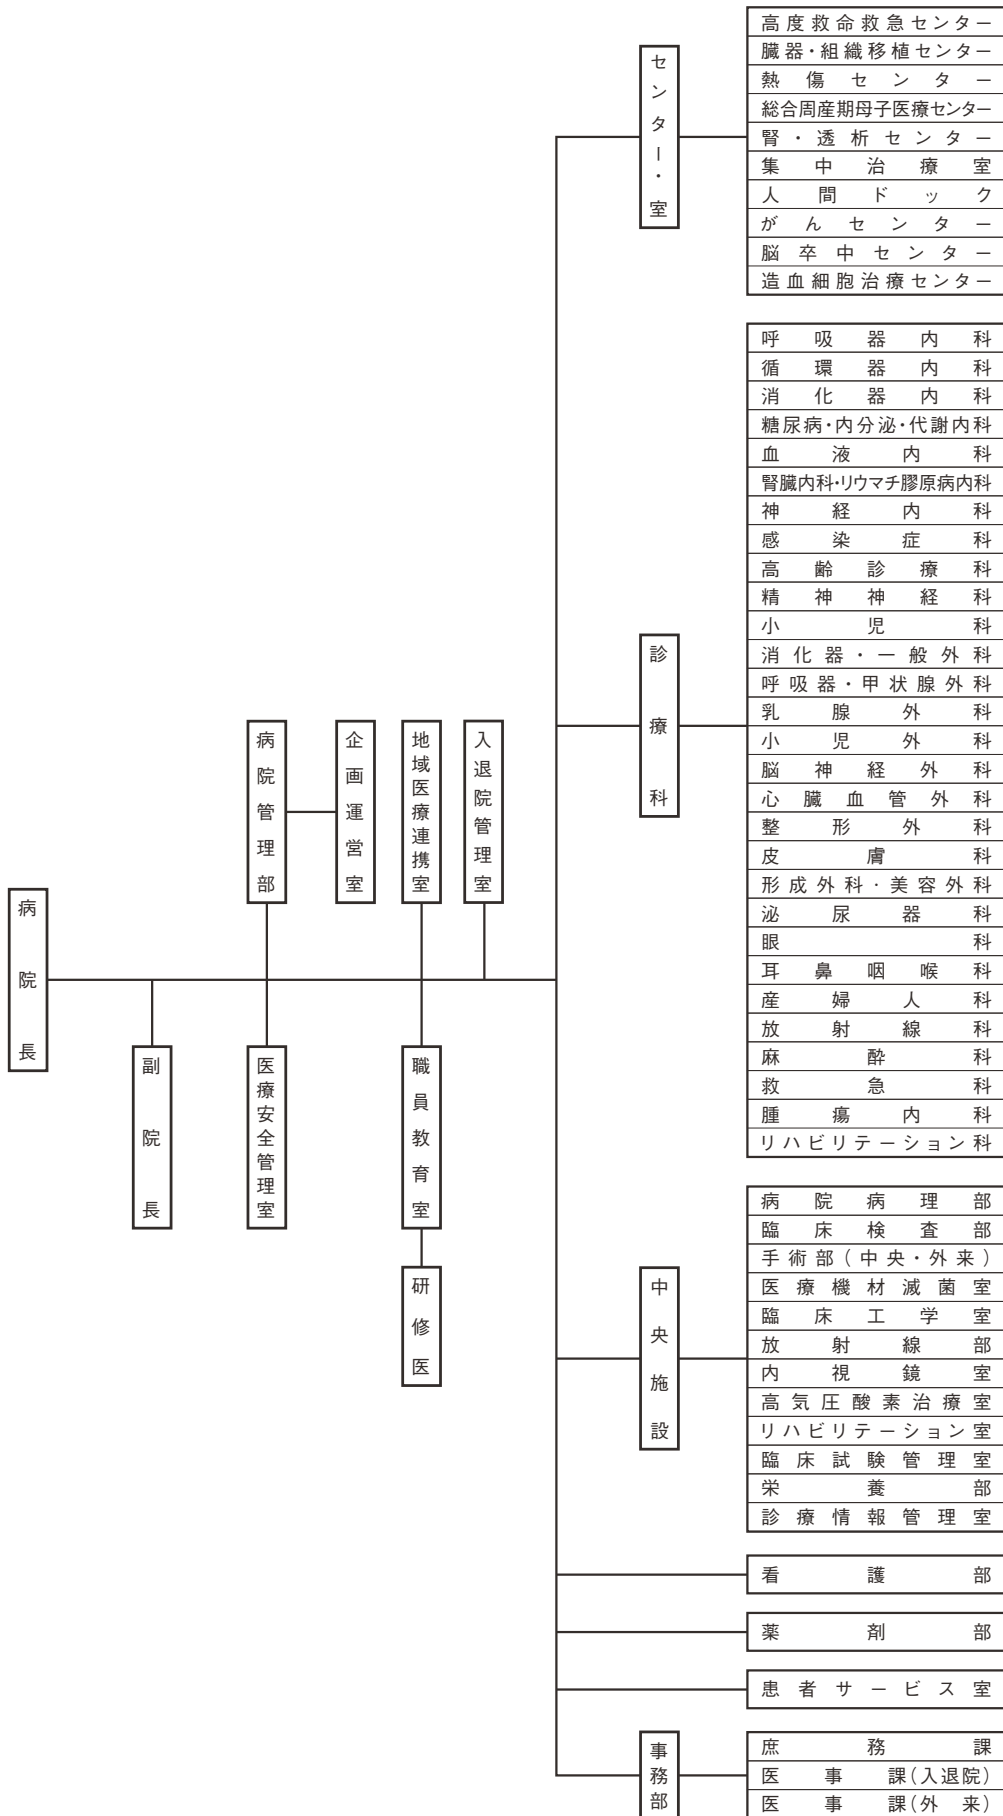 病院長
副院長
病院管理部
企画運営室
医療安全管理室
地域医療連携室
職員教育室
研修医
入退院管理室
センター・室
高度救命救急センター
臓器・組織移植センター
熱傷センター
総合周産期母子医療センター
腎・透析センター
集中治療室
人間ドック
がんセンター
脳卒中センター
造血細胞治療センター
診療科
呼吸器内科
循環器内科
消化器内科
糖尿病・内分泌・代謝内科
血液内科
腎臓内科・リウマチ膠原病内科
神経内科
感染症科
高齢診療科
精神神経科
小児科
消化器・一般外科
呼吸器・甲状腺外科
乳腺外科
小児外科
脳神経外科
心臓血管外科
整形外科
皮膚科
形成外科・美容外科
泌尿器科
眼科
耳鼻咽喉科
産婦人科
放射線科
麻酔科
救急科
腫瘍内科
リハビリテーション科
中央施設
病院病理部
臨床検査部
手術部(中央・外来)
医療機材滅菌室
臨床工学室
放射線部
内視鏡室
高気圧酸素治療室
リハビリテーション室
臨床試験管理室
栄養部
診療情報管理室
看護部
薬剤部
患者サービス室
事務部
庶務課
医事課(入退院)
医事課(外来)